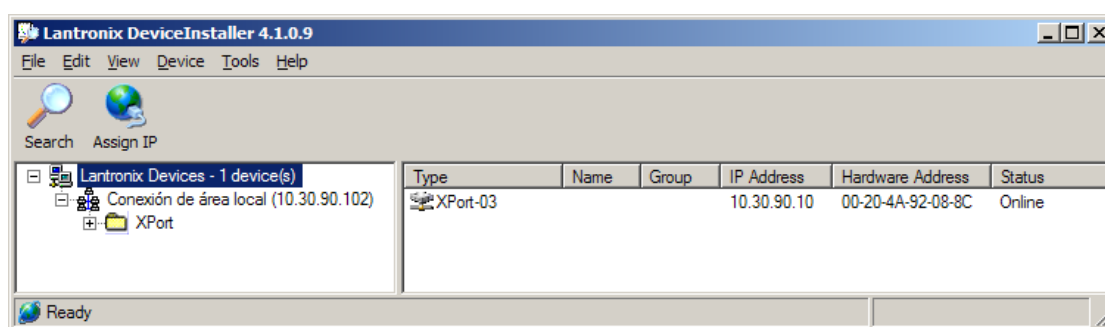 Lantronix DeviceInstaller 4.1.0.9
File Edit View Device Tools Help
Search Assign IP
Lantronix Devices - 1 device(s)
Conexión de área local (10.30.90.102)
XPort
Type Name Group IP Address Hardware Address Status
XPort-03 10.30.90.10 00-20-4A-92-08-8C Online
Ready